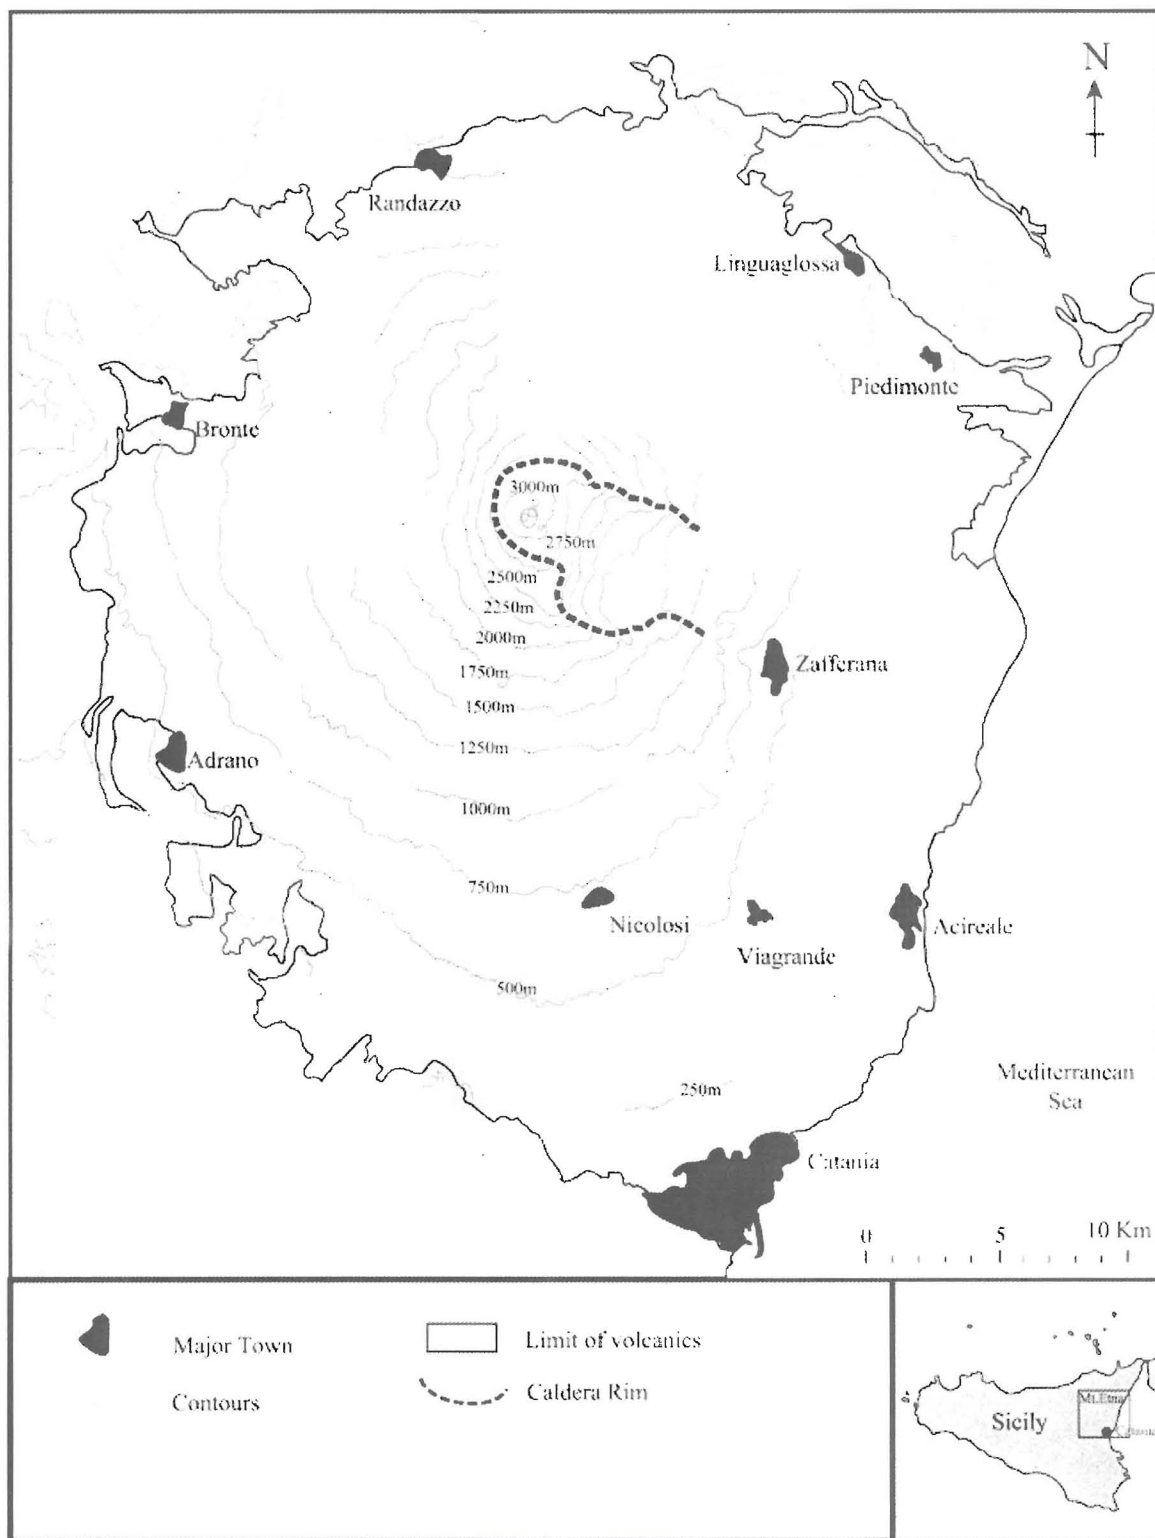 N
Randazzo
Linguaglossa
Piedimonte
Bronte
3000m
2750m
2500m
2250m
2000m
Zafferana
1750m
1500m
1250m
Adrano
1000m
750m
Nicolosi
Acireale
Viagrande
500m
Mediterranean
Sea
250m
Catania
0 5 10 Km
Major Town
Limit of volcanics
Contours
Caldera Rim
Mt.Etna
Sicily
Catania